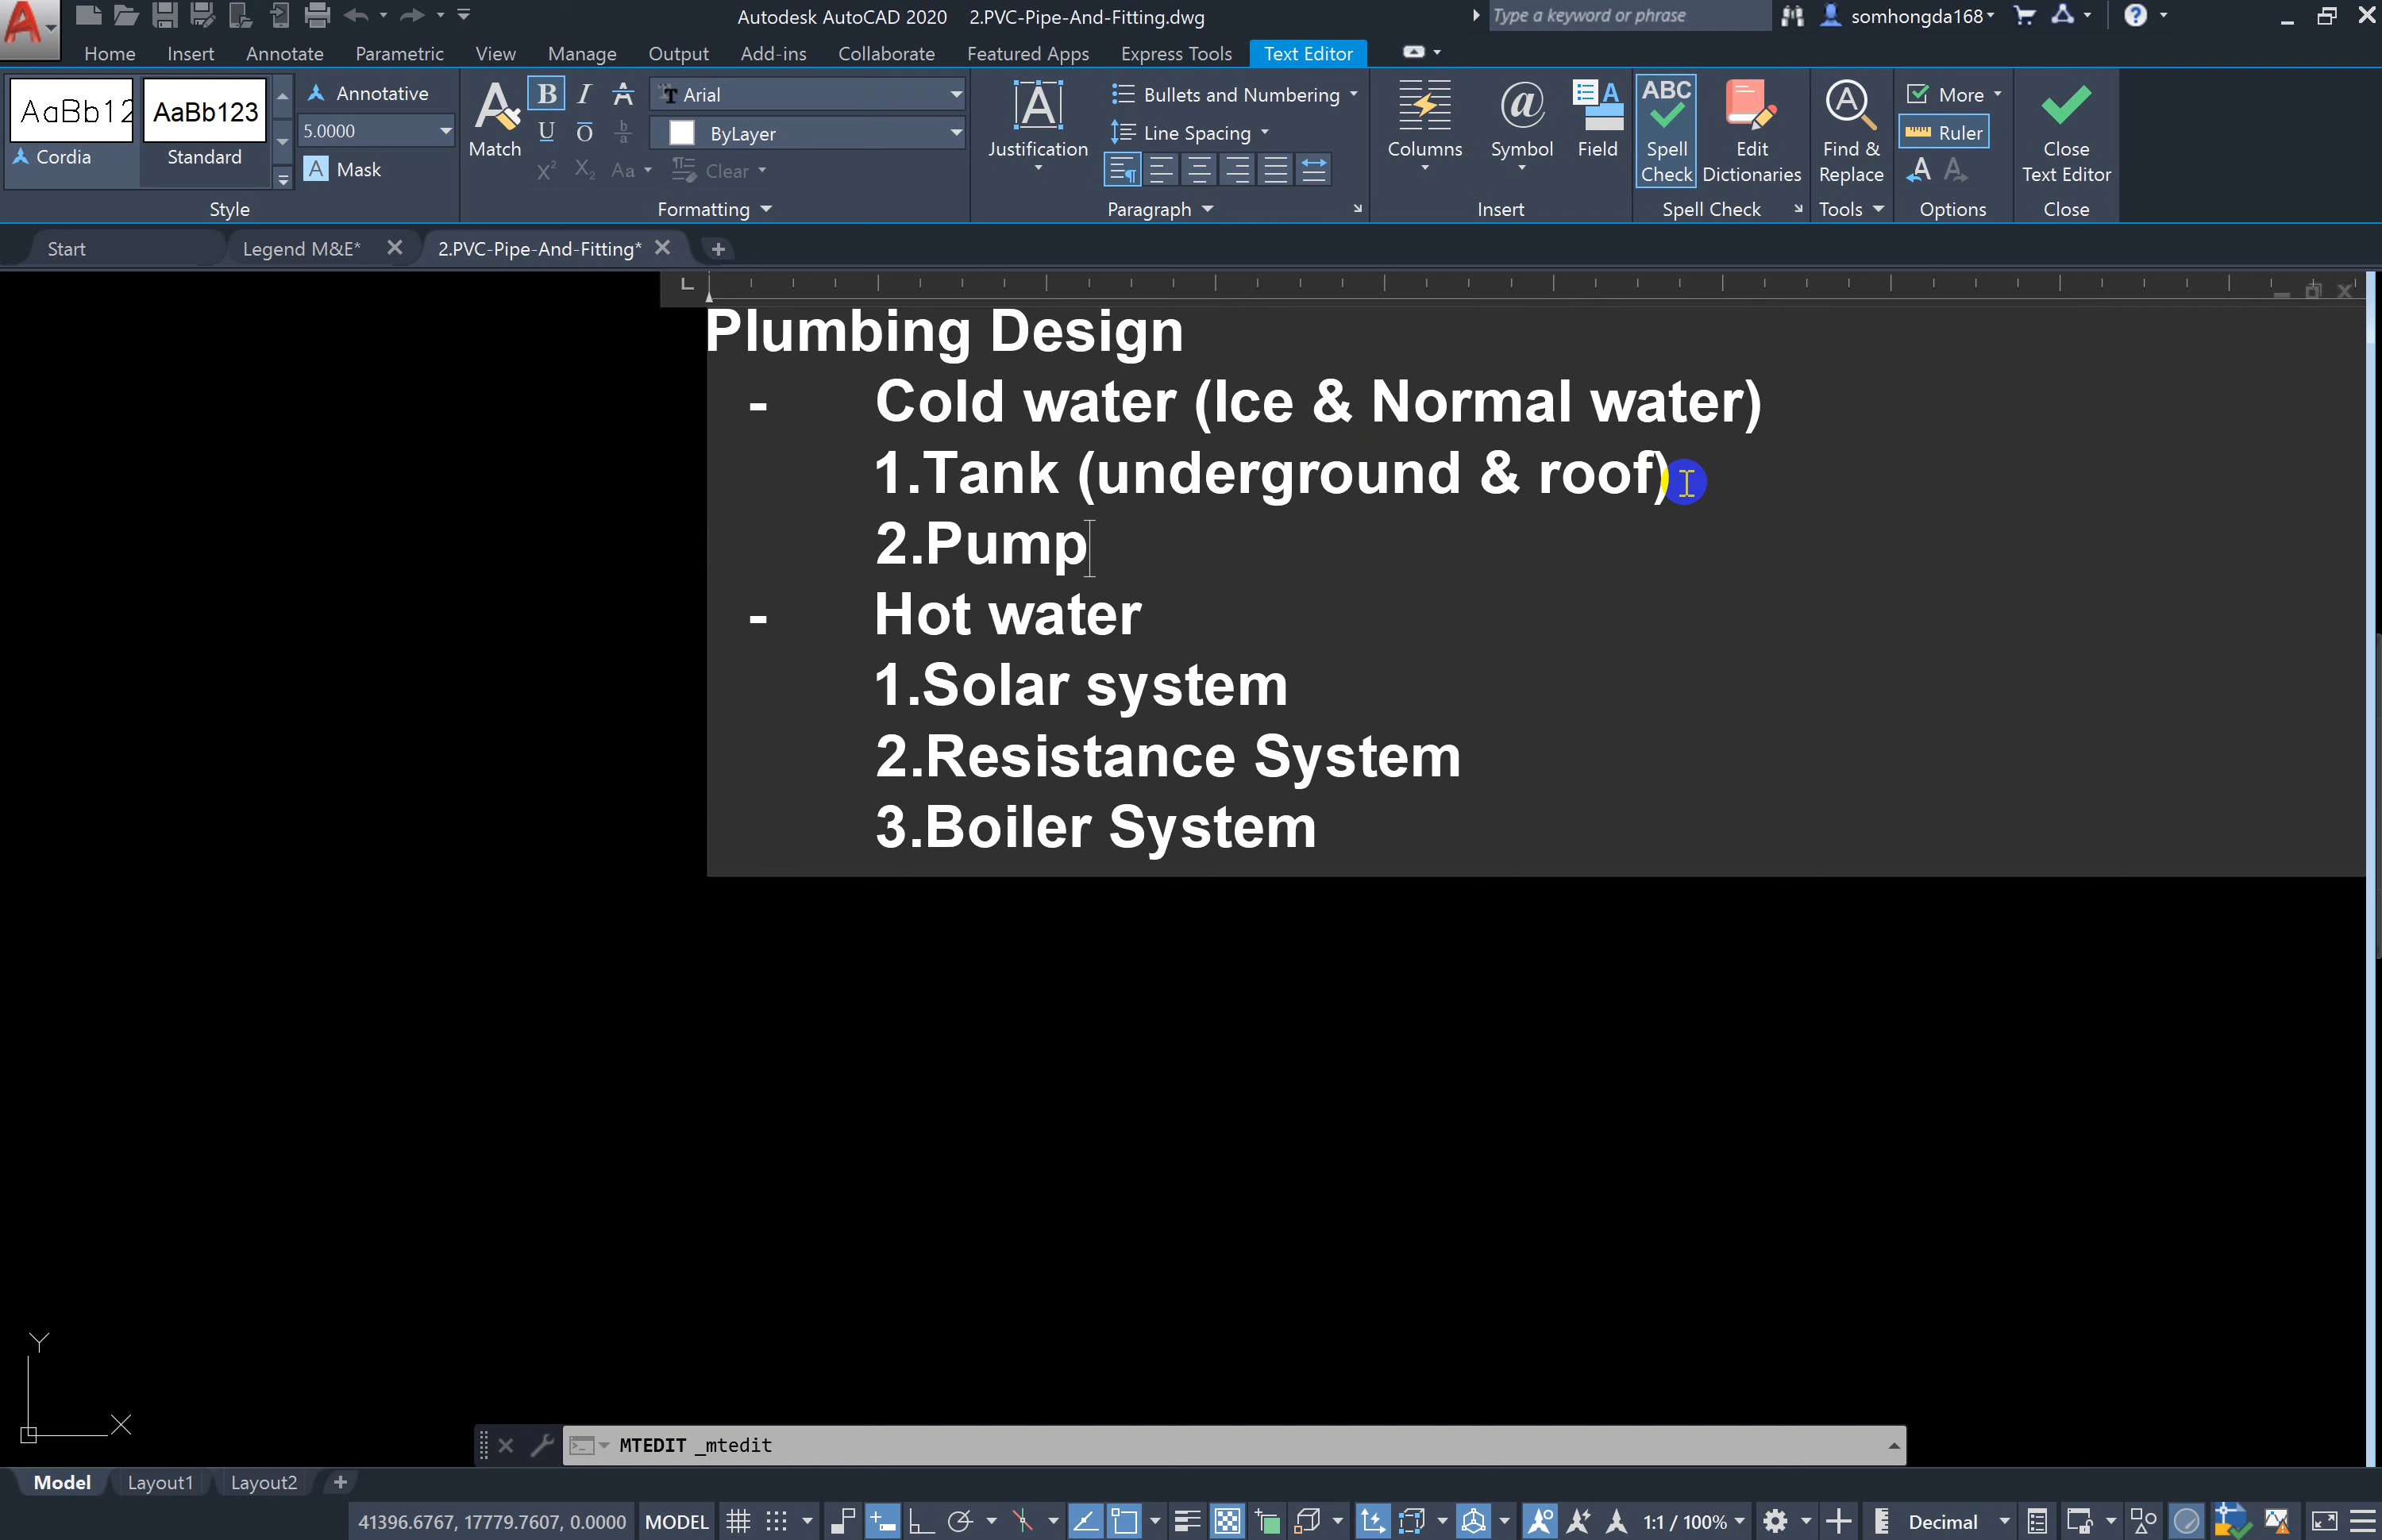 Autodesk AutoCAD 2020 2.PVC-Pipe-And-Fitting.dwg
Type a keyword or phrase
somhongda168
Home Insert Annotate Parametric View Manage Output Add-ins Collaborate Featured Apps Express Tools Text Editor
AaBb12 AaBb123
Cordia Standard
Annotative
5.0000
Mask
Style
Match
Arial
ByLayer
Clear
Formatting
Justification
Bullets and Numbering
Line Spacing
Paragraph
Columns Symbol Field
Insert
ABC
Spell Check
Edit Dictionaries
Spell Check
Find & Replace
Tools
More
Ruler
Options
Close Text Editor
Close
Start Legend M&E* 2.PVC-Pipe-And-Fitting*
Plumbing Design
- Cold water (Ice & Normal water)
1.Tank (underground & roof)
2.Pump
- Hot water
1.Solar system
2.Resistance System
3.Boiler System
Y
X
MTEDIT _mtedit
Model Layout1 Layout2
41396.6767, 17779.7607, 0.0000 MODEL 1:1 / 100% Decimal